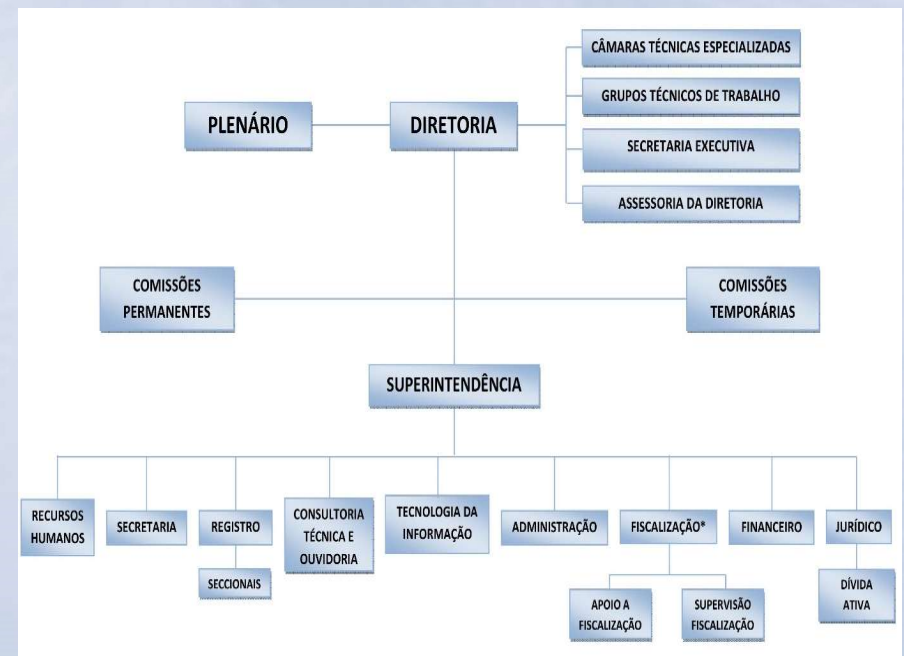 CÂMARAS TÉCNICAS ESPECIALIZADAS
GRUPOS TÉCNICOS DE TRABALHO
PLENÁRIO
DIRETORIA
SECRETARIA EXECUTIVA
ASSESSORIA DA DIRETORIA
COMISSÕES
PERMANENTES
COMISSÕES
TEMPORÁRIAS
SUPERINTENDÊNCIA
RECURSOS
HUMANOS
SECRETARIA
REGISTRO
SECCIONAIS
CONSULTORIA
TÉCNICA E
OUVIDORIA
TECNOLOGIA DA
INFORMAÇÃO
ADMINISTRAÇÃO
FISCALIZAÇÃO*
APOIO A
FISCALIZAÇÃO
SUPERVISÃO
FISCALIZAÇÃO
FINANCEIRO
JURÍDICO
DÍVIDA
ATIVA